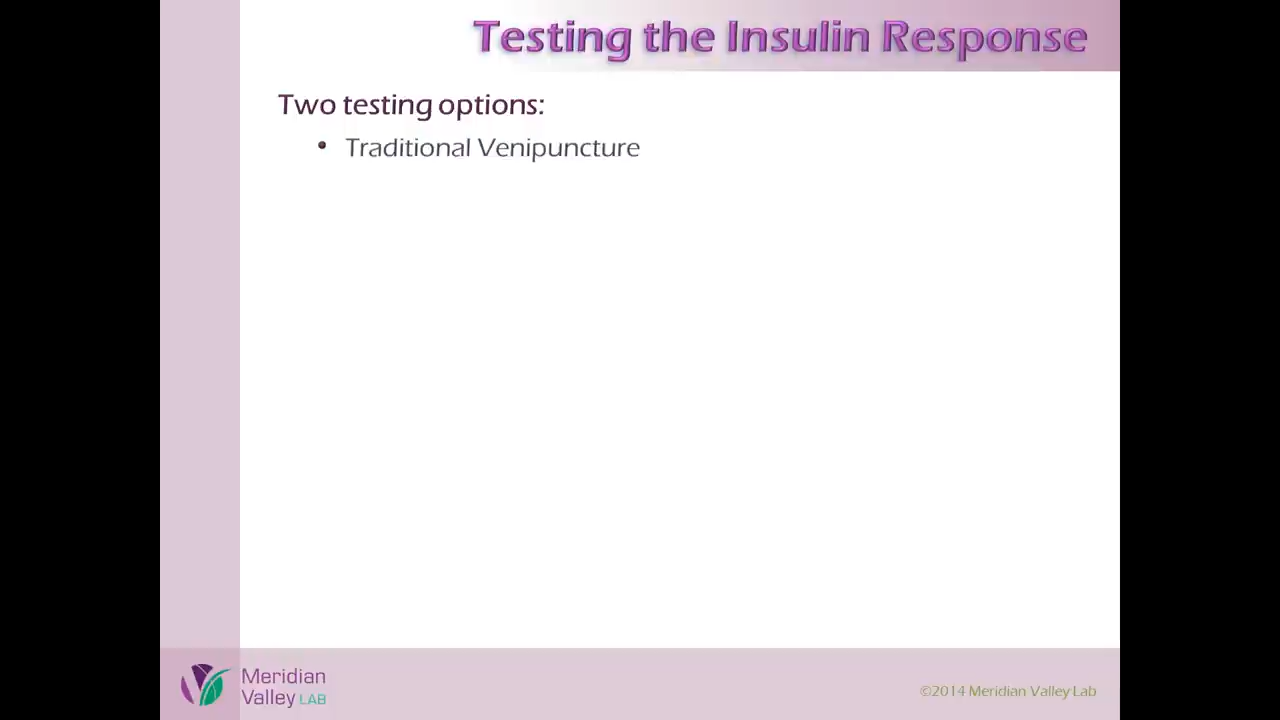 Testing the Insulin Response
Two testing options:
• Traditional Venipuncture
Meridian
Valley LAB
©2014 Meridian Valley Lab